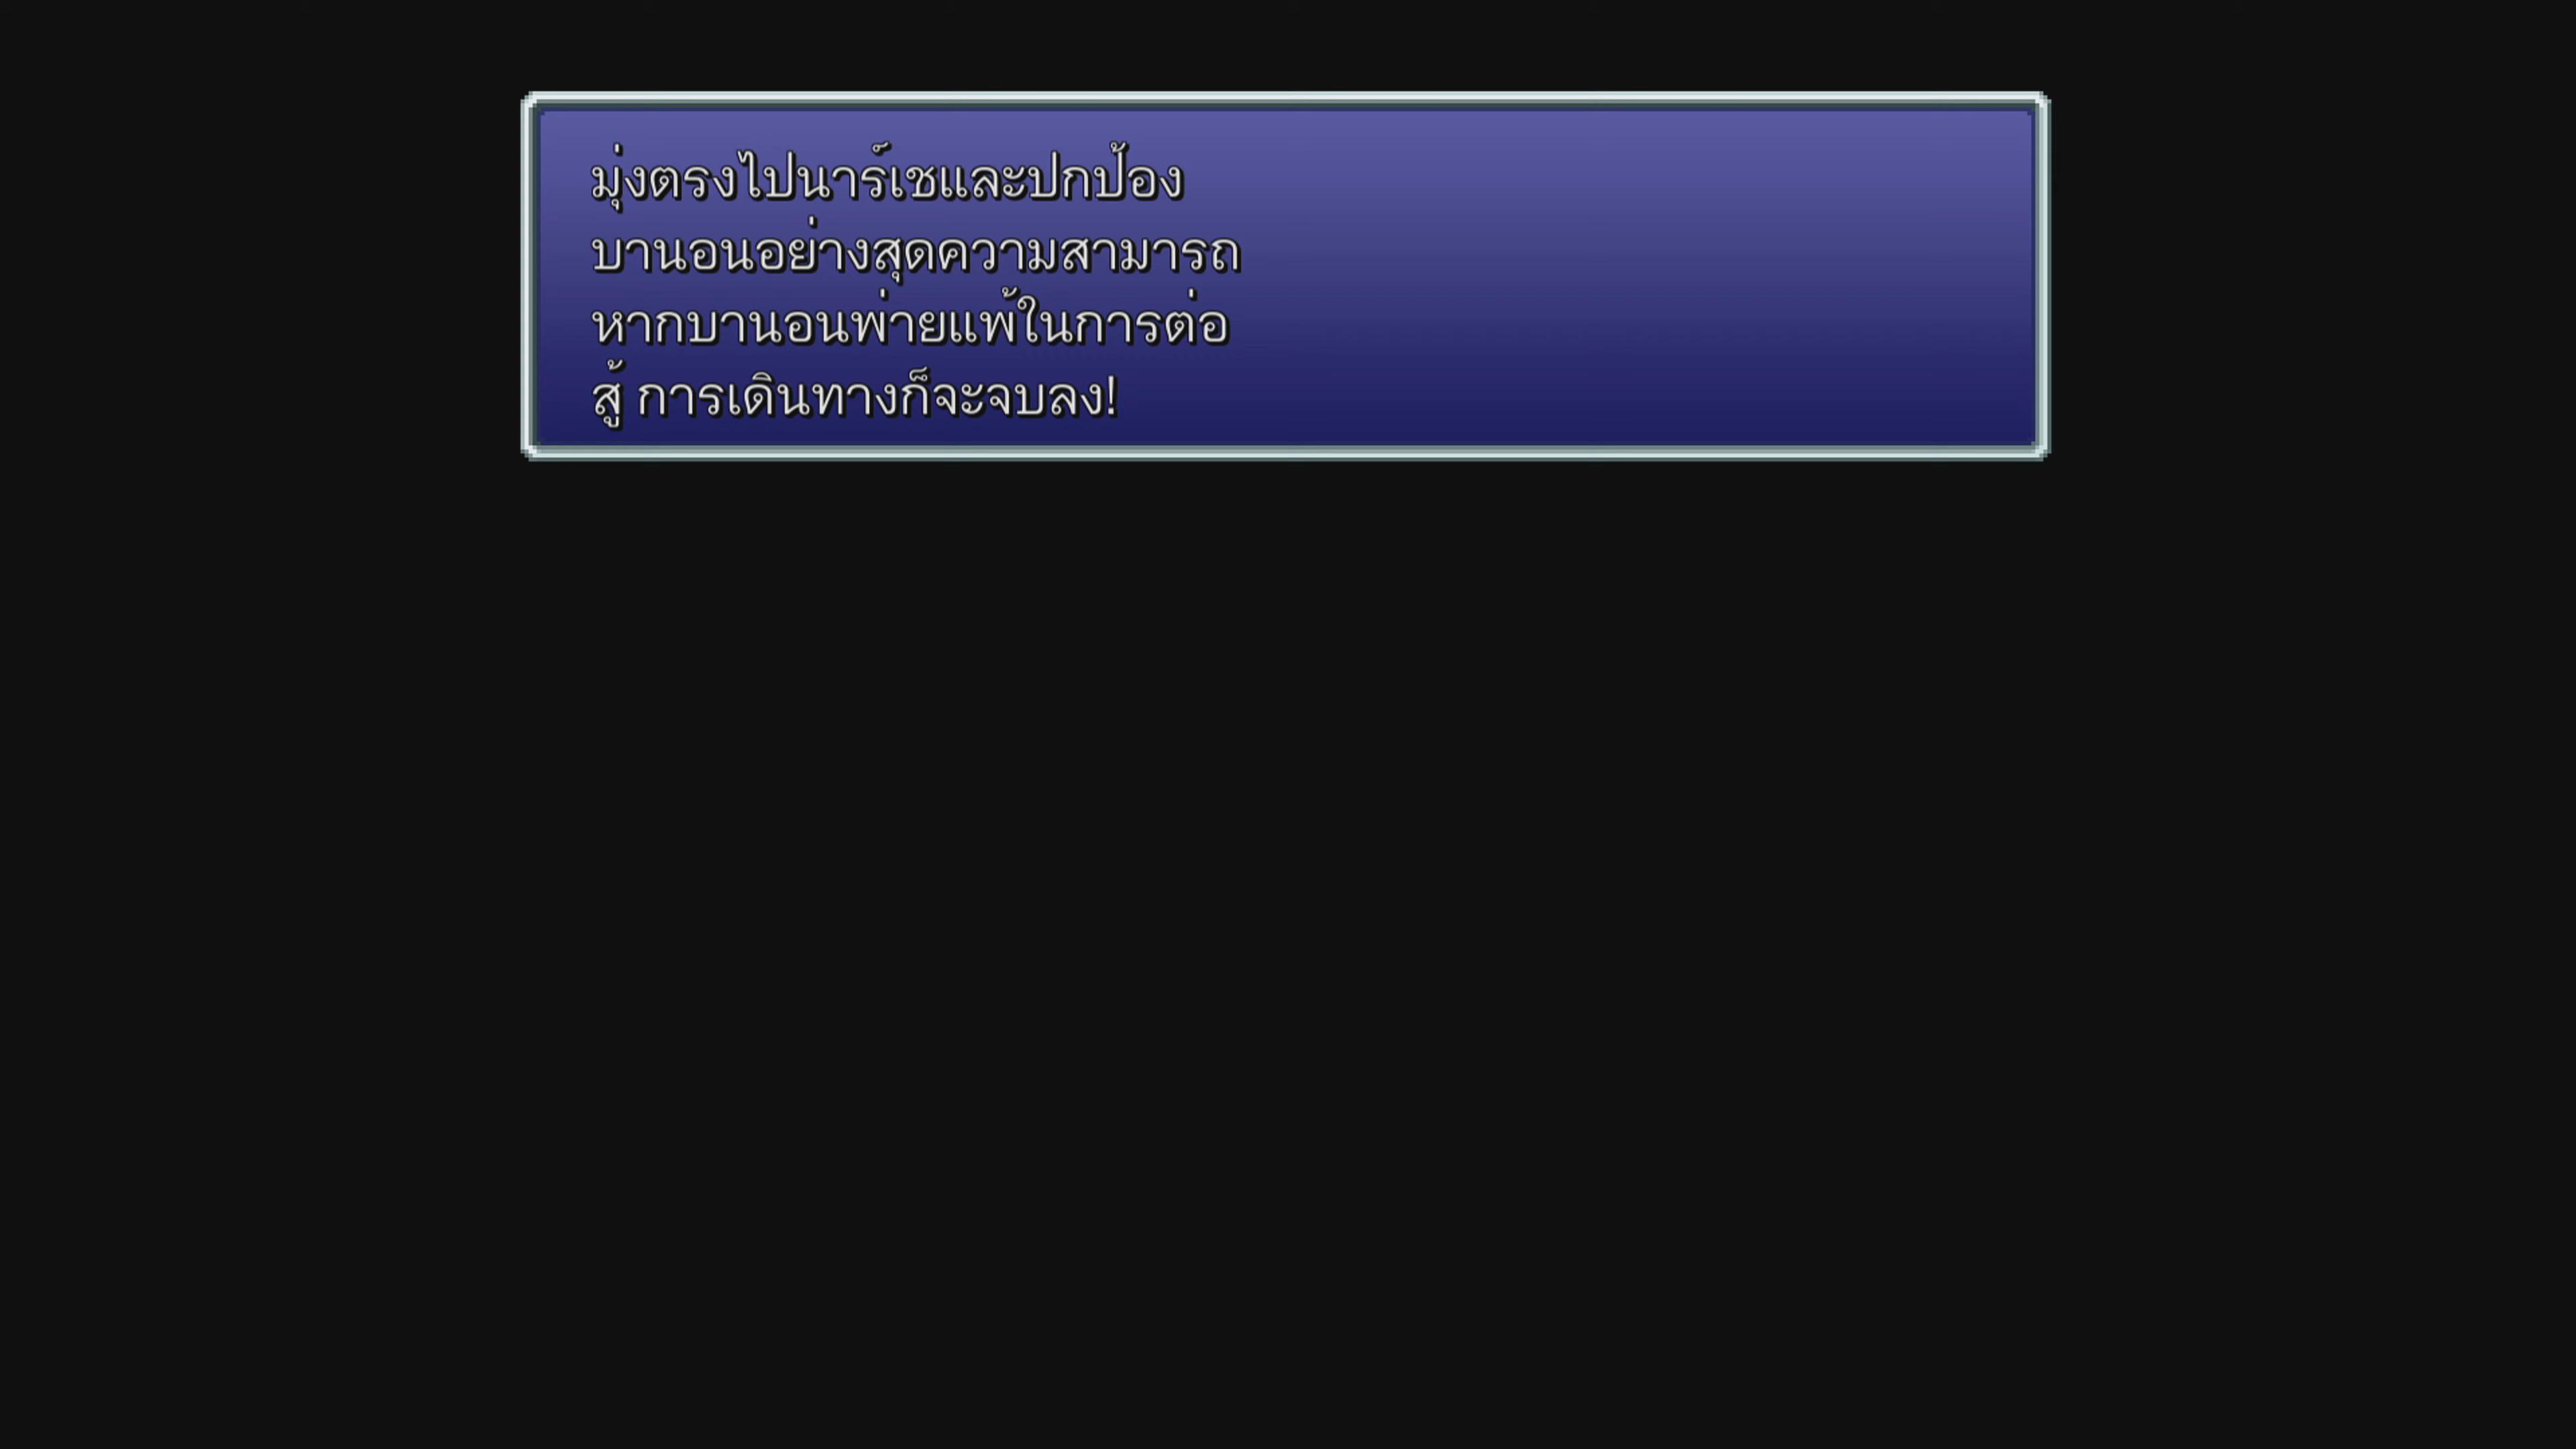 มุ่งตรงไปนาร์เชและปกป้อง
บานอนอย่างสุดความสามารถ
หากบานอนพ่ายแพ้ในการต่อ
สู้ การเดินทางก็จะจบลง!